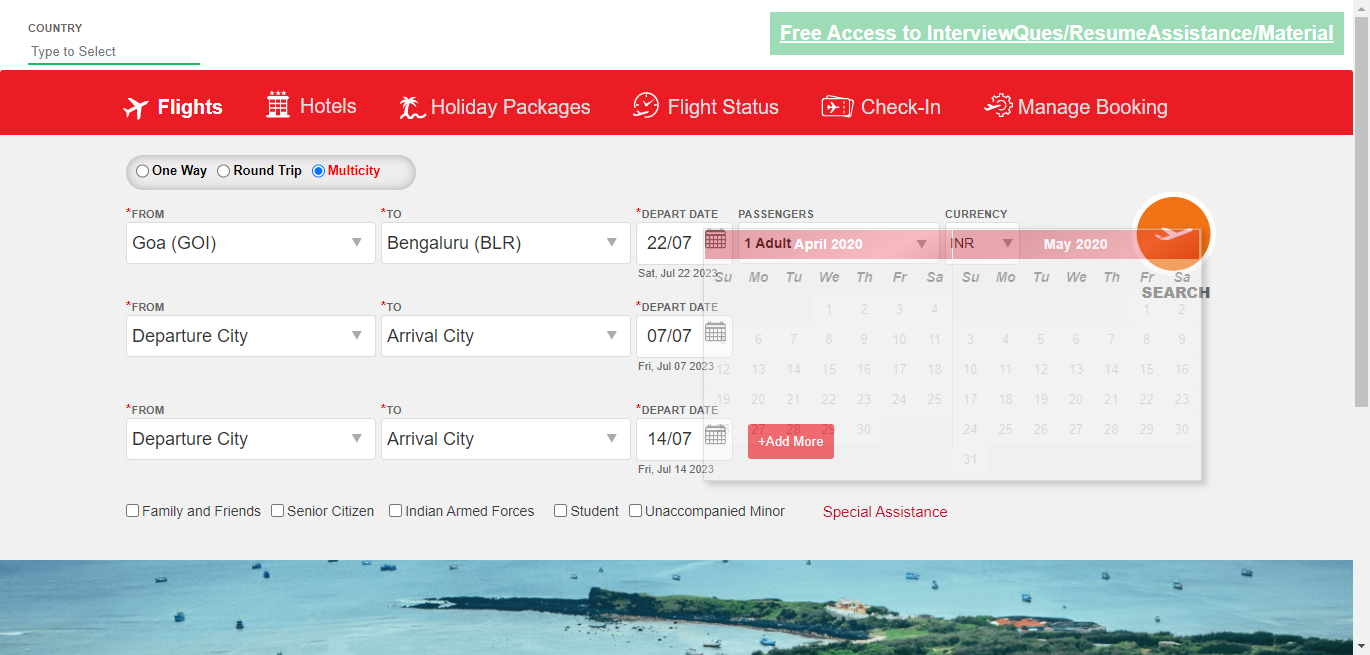 COUNTRY
Type to Select
Free Access to InterviewQues/ResumeAssistance/Material
Flights Hotels Holiday Packages Flight Status Check-In Manage Booking
One Way Round Trip Multicity
*FROM *TO *DEPART DATE PASSENGERS CURRENCY
Goa (GOI) Bengaluru (BLR) 22/07 1 Adult INR
April 2020 May 2020
Sat, Jul 22 2023
SEARCH
Su Mo Tu We Th Fr Sa Su Mo Tu We Th Fr Sa
1 2 3 4 1 2
*FROM *TO *DEPART DATE
Departure City Arrival City 07/07
6 7 8 9 10 11 3 4 5 6 7 8 9
Fri, Jul 07 2023
12 13 14 15 16 17 18 10 11 12 13 14 15 16
19 20 21 22 23 24 25 17 18 19 20 21 22 23
*FROM *TO *DEPART DATE
Departure City Arrival City 14/07
27 28 29 30 24 25 26 27 28 29 30
+Add More
31
Fri, Jul 14 2023
Family and Friends Senior Citizen Indian Armed Forces Student Unaccompanied Minor Special Assistance